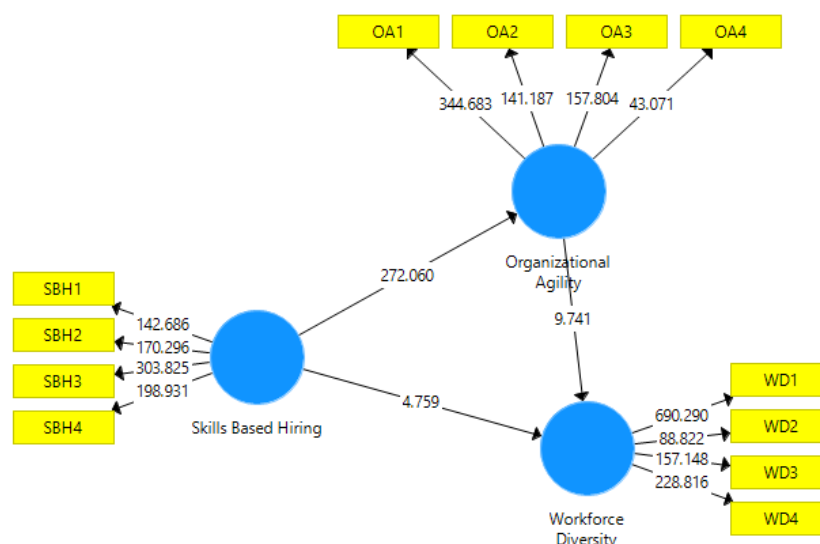 OA1
OA2
OA3
OA4
344.683
141.187
157.804
43.071
Organizational
Agility
272.060
9.741
SBH1
SBH2
SBH3
SBH4
142.686
170.296
303.825
198.931
Skills Based Hiring
4.759
WD1
WD2
WD3
WD4
690.290
88.822
157.148
228.816
Workforce
Diversity